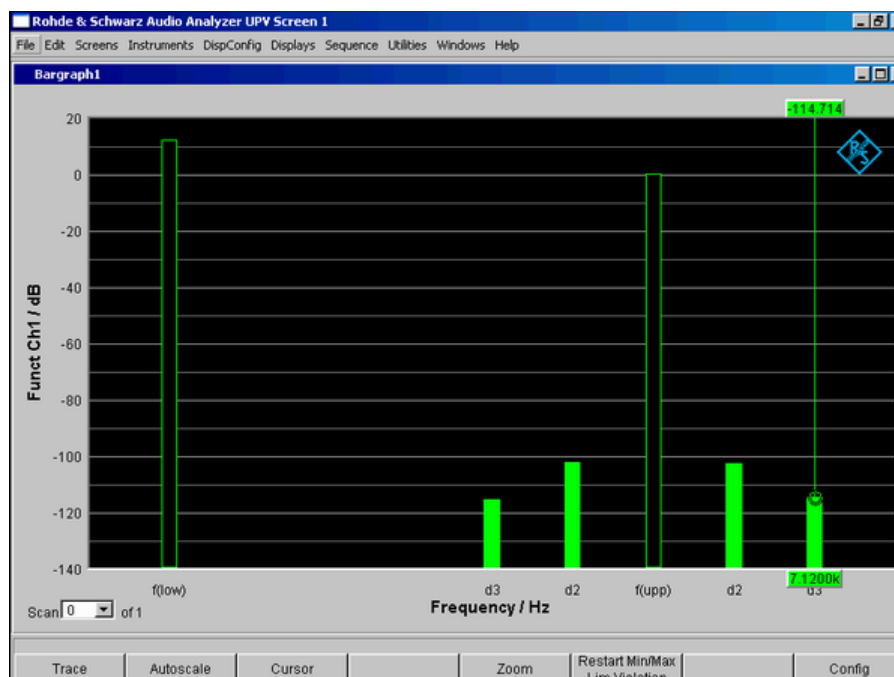 Rohde & Schwarz Audio Analyzer UPV Screen 1
File Edit Screens Instruments DispConfig Displays Sequence Utilities Windows Help
Bargraph1
-114.714
R&S
20
0
-20
-40
-60
-80
-100
-120
-140
Funct Ch1 / dB
f(low) d3 d2 f(upp) d2 d3
7.1200k
Frequency / Hz
Scan 0 of 1
Trace Autoscale Cursor Zoom Restart Min/Max Config
Lim Violation